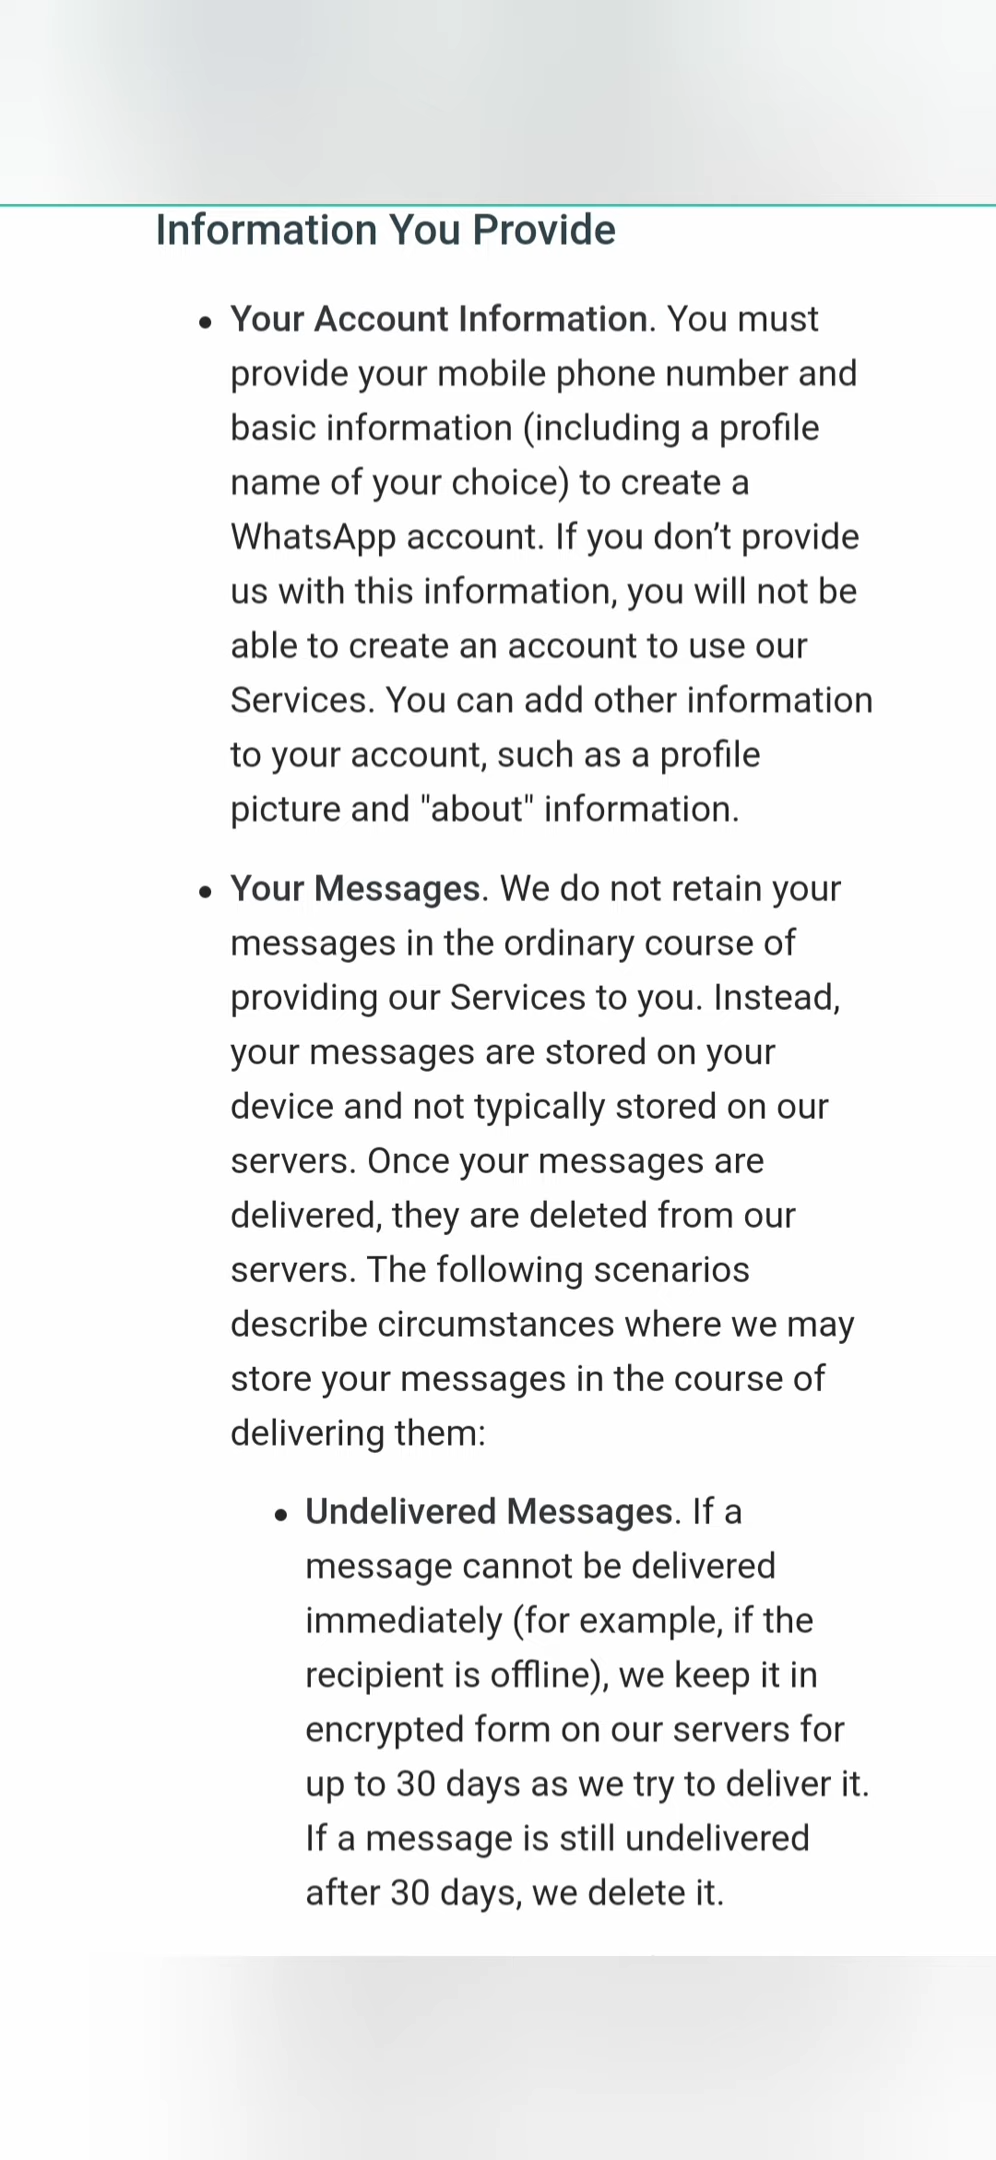 Information You Provide
• Your Account Information. You must
provide your mobile phone number and
basic information (including a profile
name of your choice) to create a
WhatsApp account. If you don’t provide
us with this information, you will not be
able to create an account to use our
Services. You can add other information
to your account, such as a profile
picture and "about" information.
• Your Messages. We do not retain your
messages in the ordinary course of
providing our Services to you. Instead,
your messages are stored on your
device and not typically stored on our
servers. Once your messages are
delivered, they are deleted from our
servers. The following scenarios
describe circumstances where we may
store your messages in the course of
delivering them:
• Undelivered Messages. If a
message cannot be delivered
immediately (for example, if the
recipient is offline), we keep it in
encrypted form on our servers for
up to 30 days as we try to deliver it.
If a message is still undelivered
after 30 days, we delete it.